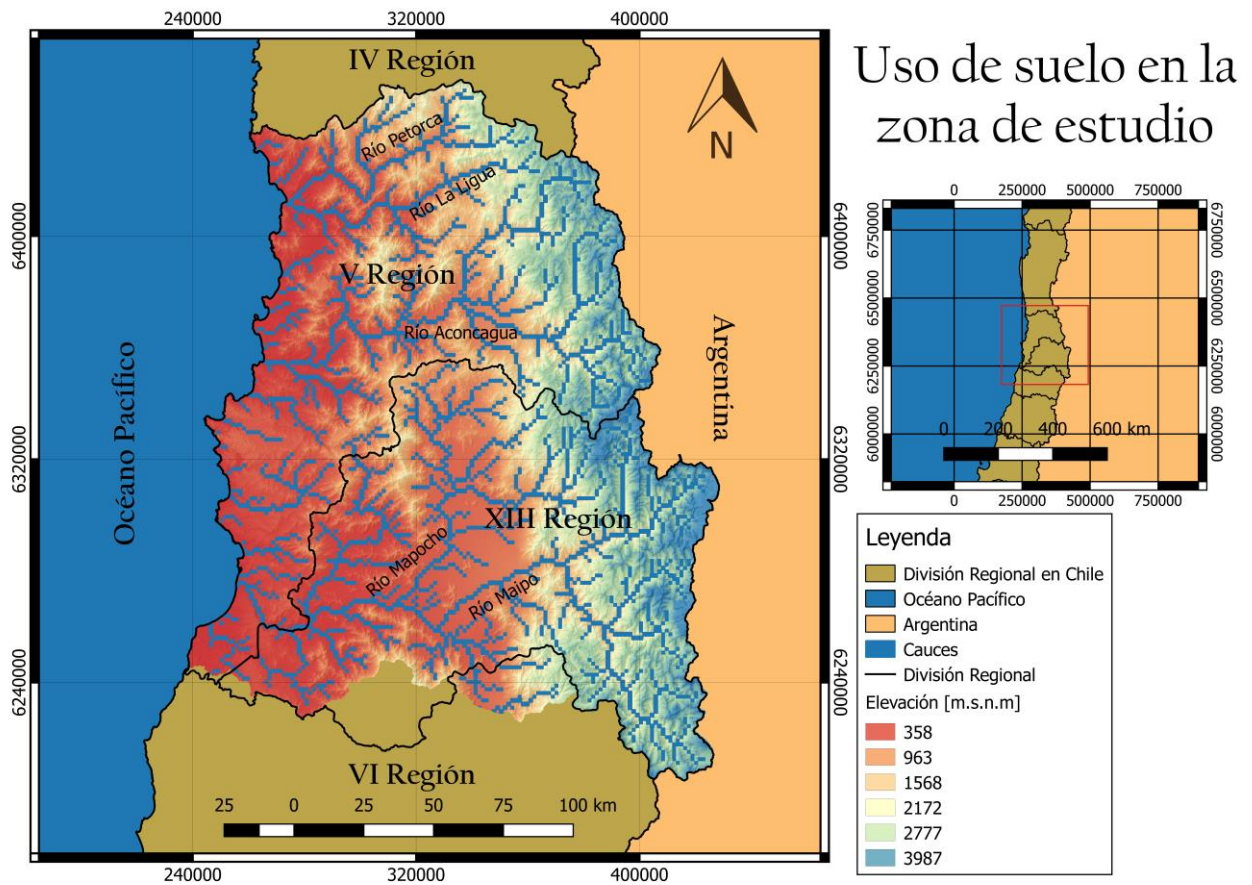 240000
320000
400000
6400000
6320000
6240000
6400000
6320000
6240000
IV Región
Río Petorca
Río La Ligua
V Región
Río Aconcagua
Océano Pacífico
Argentina
XIII Región
Río Mapocho
Río Maipo
VI Región
25 0 25 50 75 100 km
N
240000
320000
400000
Uso de suelo en la
zona de estudio
0 250000 500000 750000
6750000
6500000
6250000
6000000
6750000
6500000
6250000
6000000
0 200 400 600 km
0 250000 500000 750000
Leyenda
División Regional en Chile
Océano Pacífico
Argentina
Cauces
División Regional
Elevación [m.s.n.m]
358
963
1568
2172
2777
3987